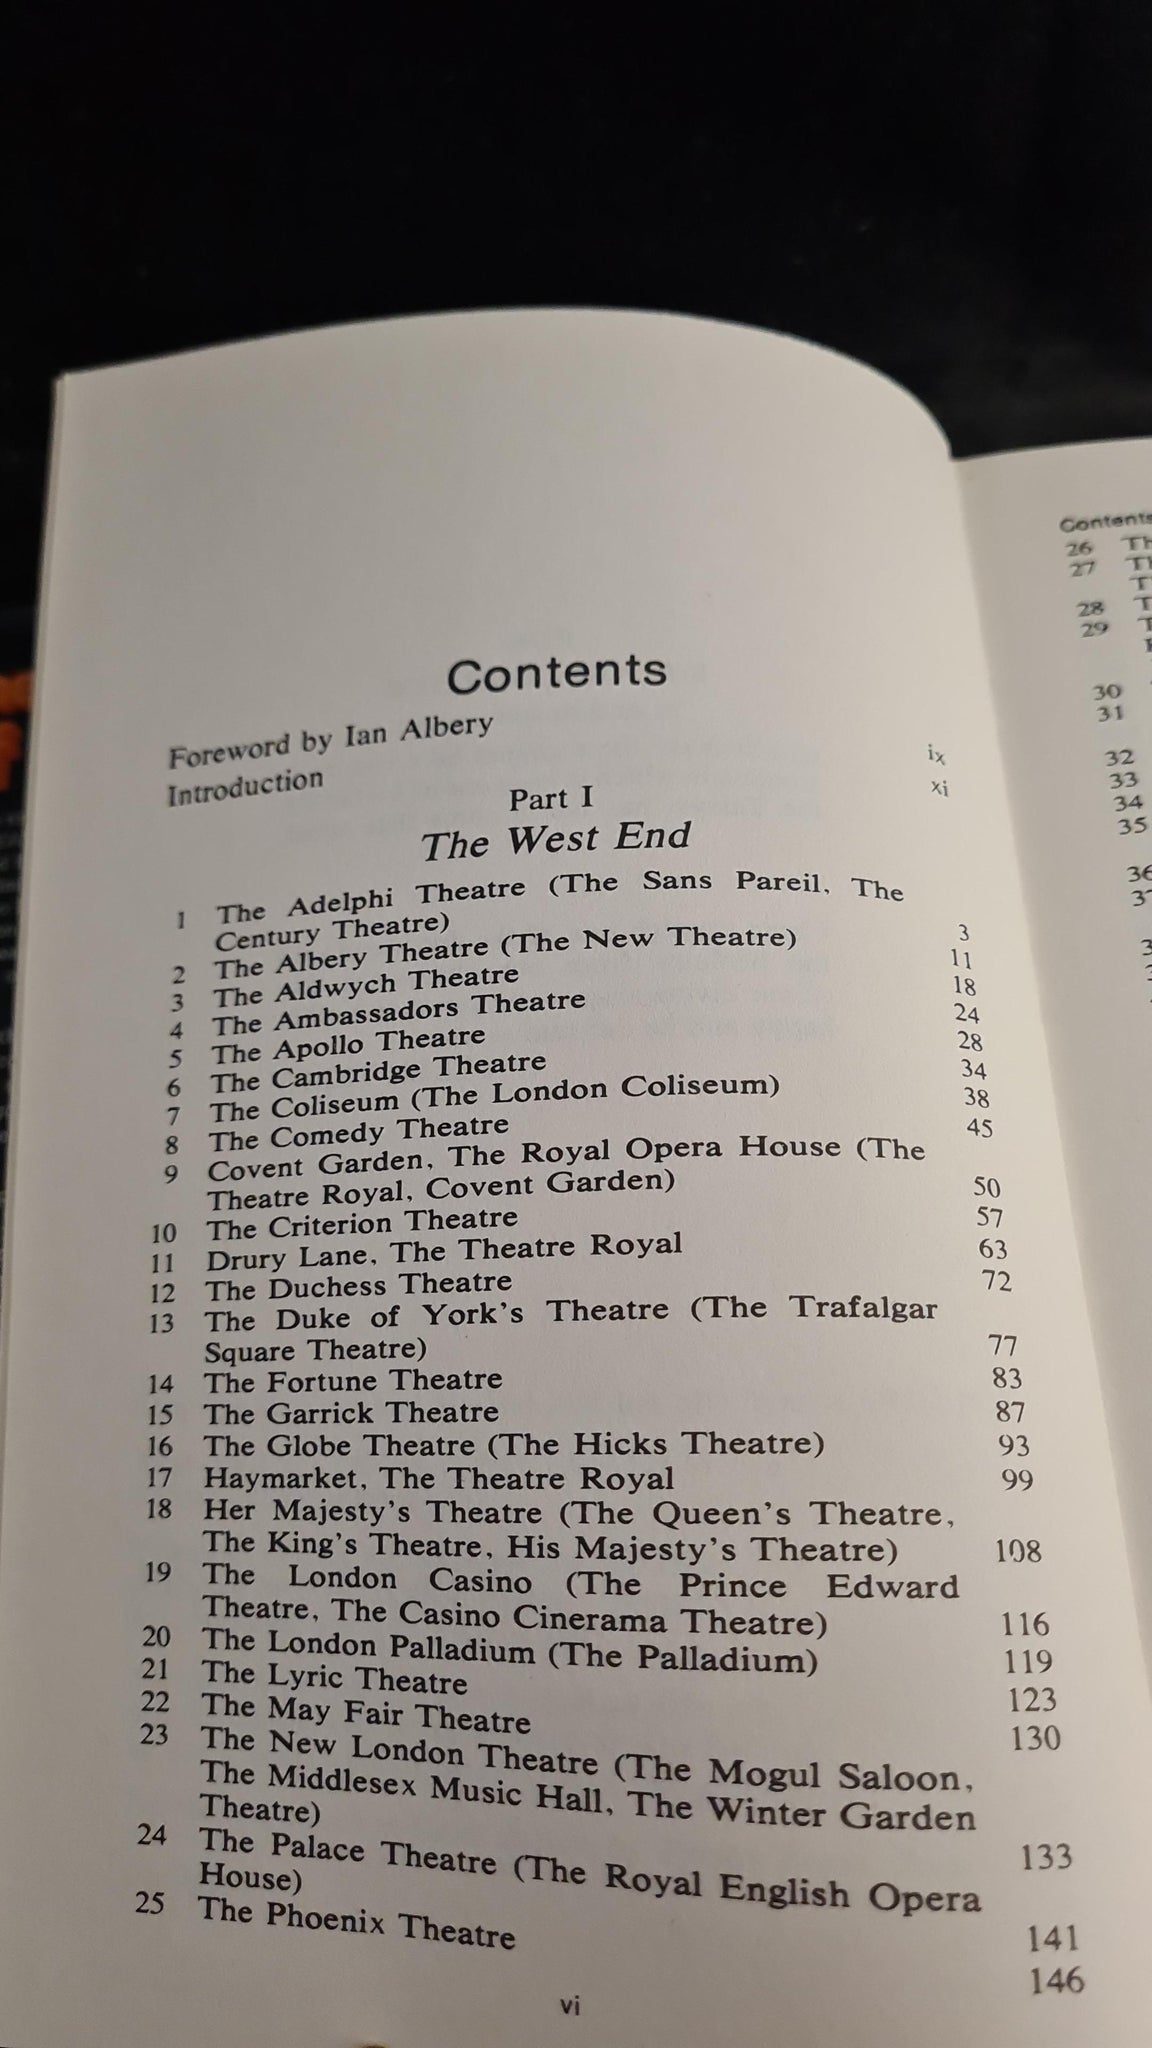 Contents
Foreword by Ian Albery ix
Introduction xi
Part I
The West End
1 The Adelphi Theatre (The Sans Pareil, The
Century Theatre) 3
2 The Albery Theatre (The New Theatre) 11
3 The Aldwych Theatre 18
4 The Ambassadors Theatre 24
5 The Apollo Theatre 28
6 The Cambridge Theatre 34
7 The Coliseum (The London Coliseum) 38
8 The Comedy Theatre 45
9 Covent Garden, The Royal Opera House (The
Theatre Royal, Covent Garden) 50
10 The Criterion Theatre 57
11 Drury Lane, The Theatre Royal 63
12 The Duchess Theatre 72
13 The Duke of York's Theatre (The Trafalgar
Square Theatre) 77
14 The Fortune Theatre 83
15 The Garrick Theatre 87
16 The Globe Theatre (The Hicks Theatre) 93
17 Haymarket, The Theatre Royal 99
18 Her Majesty's Theatre (The Queen's Theatre,
The King's Theatre, His Majesty's Theatre) 108
19 The London Casino (The Prince Edward
Theatre, The Casino Cinerama Theatre) 116
20 The London Palladium (The Palladium) 119
21 The Lyric Theatre 123
22 The May Fair Theatre 130
23 The New London Theatre (The Mogul Saloon,
The Middlesex Music Hall, The Winter Garden
Theatre) 133
24 The Palace Theatre (The Royal English Opera
House) 141
25 The Phoenix Theatre 146
vi
Contents
26
27
28
29
30
31
32
33
34
35
36